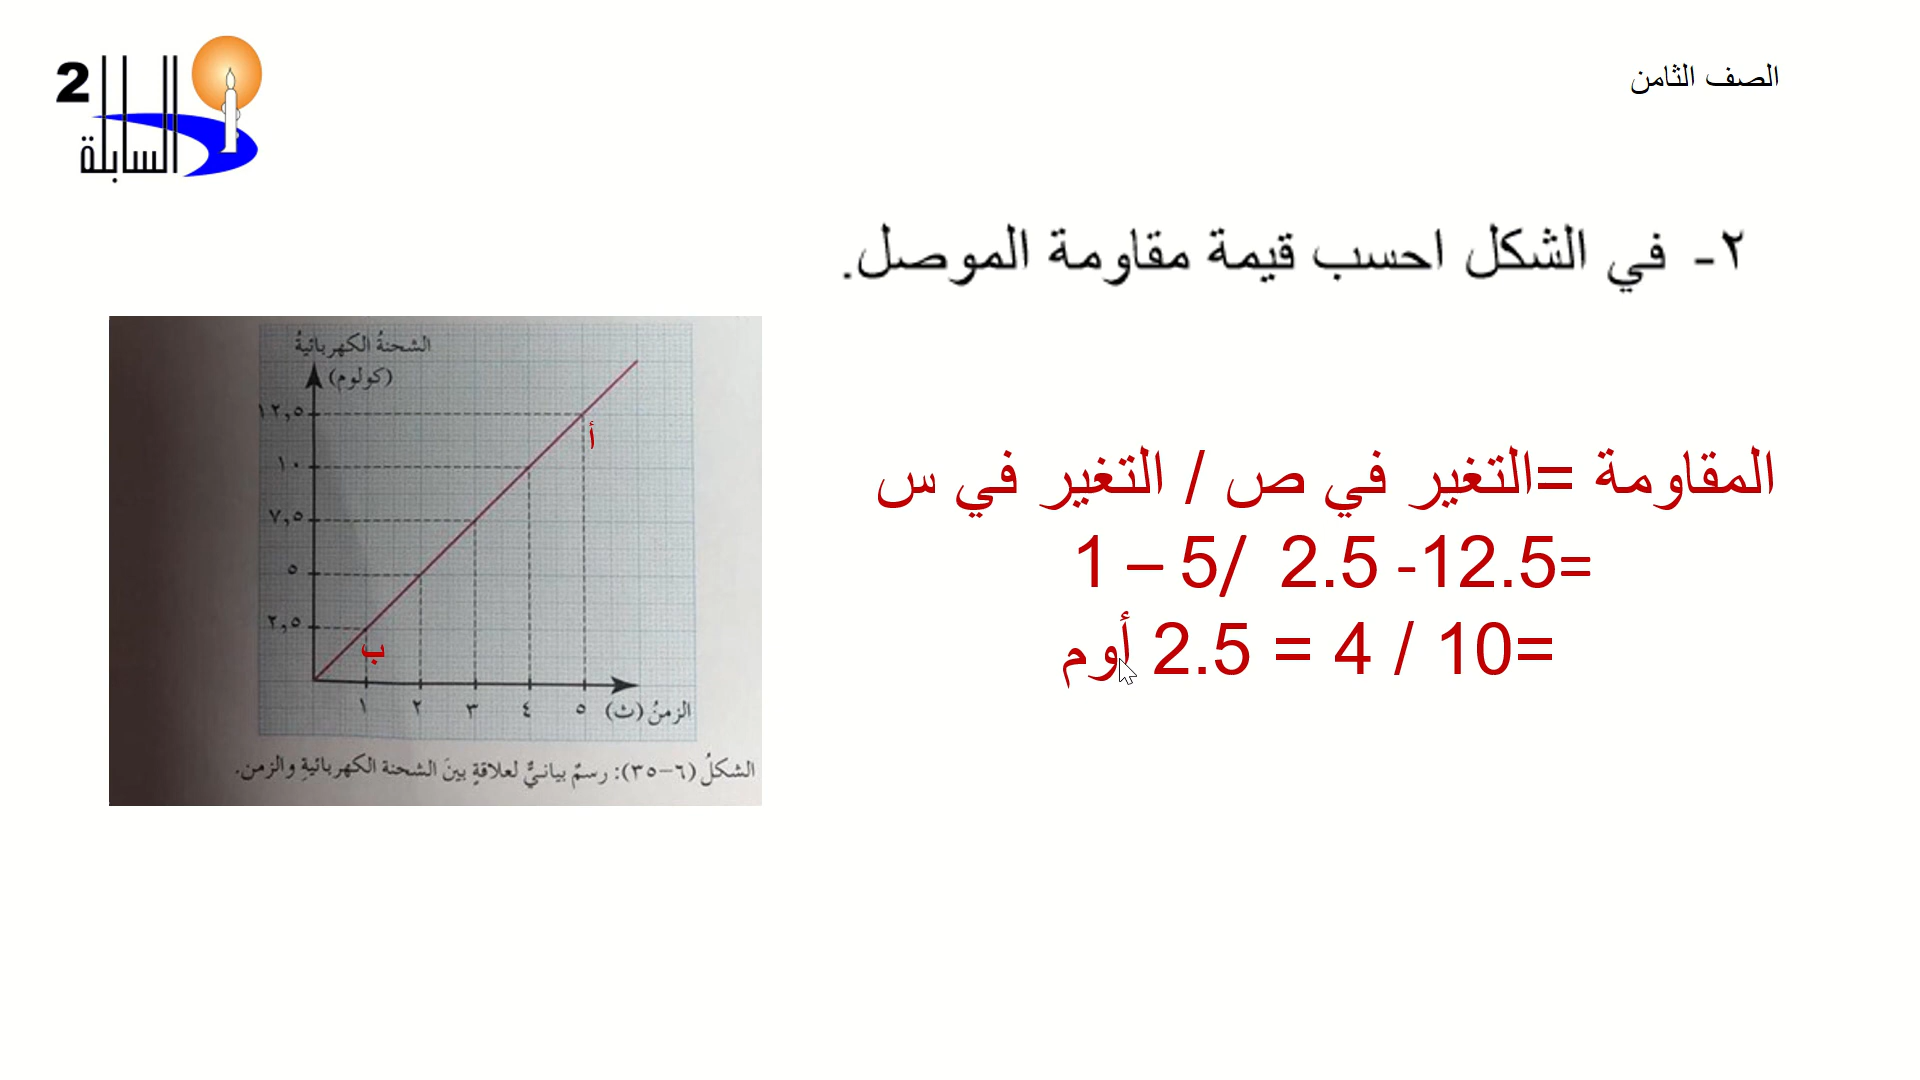 الصف الثامن
2
السابلة
٢- في الشكل احسب قيمة مقاومة الموصل.
المقاومة =التغير في ص / التغير في س
=12.5- 2.5 /5 – 1
=10 / 4 = 2.5 أوم
الشحنةُ الكهربائيةُ
(كولوم)
١٢,٥
أ
١٠
٧,٥
٥
٢,٥
ب
١ ٢ ٣ ٤ ٥ الزمنُ (ث)
الشكلُ (٦-٣٥): رسمٌ بيانيٌّ لعلاقةٍ بينَ الشحنة الكهربائيةِ والزمن.